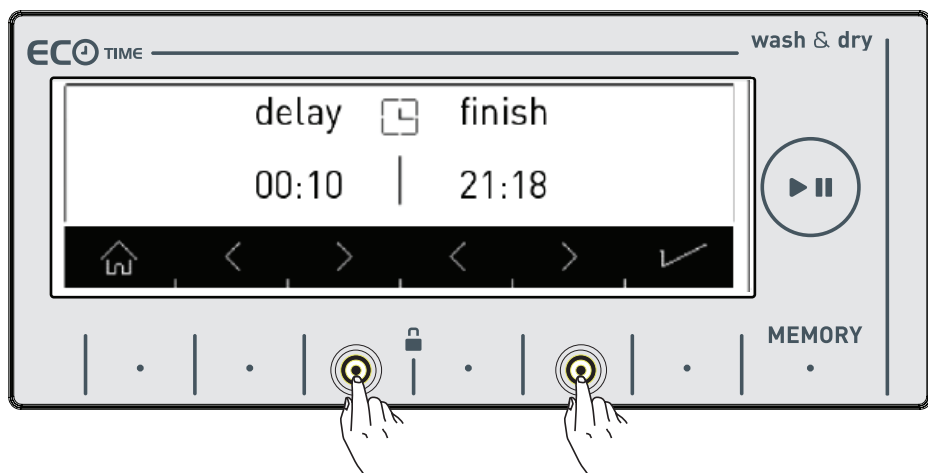 ECO TIME
wash & dry
delay finish
00:10 21:18
MEMORY